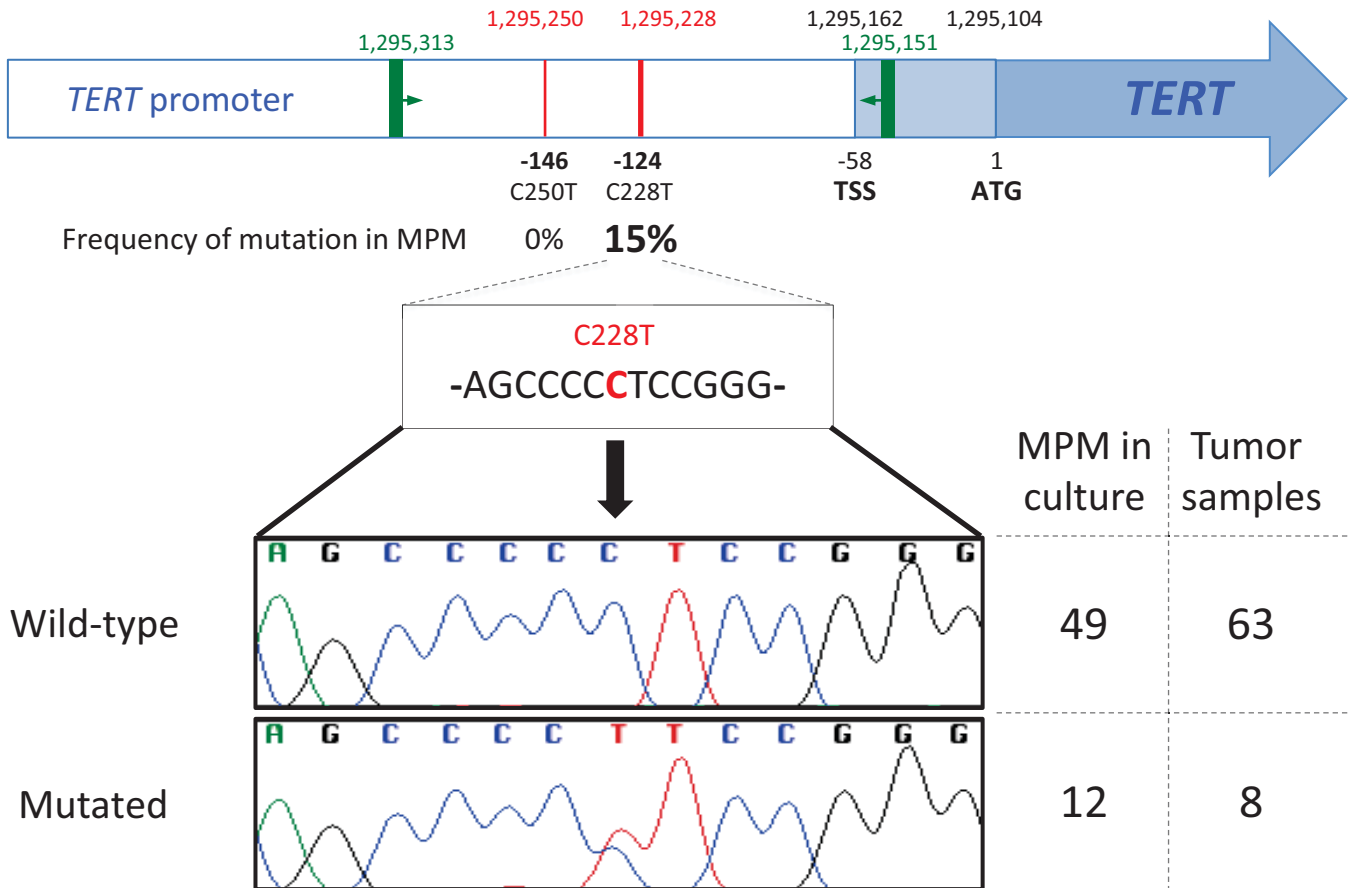 1,295,250 1,295,228 1,295,162 1,295,104
1,295,313 1,295,151
TERT promoter TERT
-146 -124 -58 1
C250T C228T TSS ATG
Frequency of mutation in MPM 0% 15%
C228T
-AGCCCCCTCCGGG-
MPM in culture Tumor samples
A G C C C C C T C C G G G
Wild-type 49 63
A G C C C C T T C C G G G
Mutated 12 8